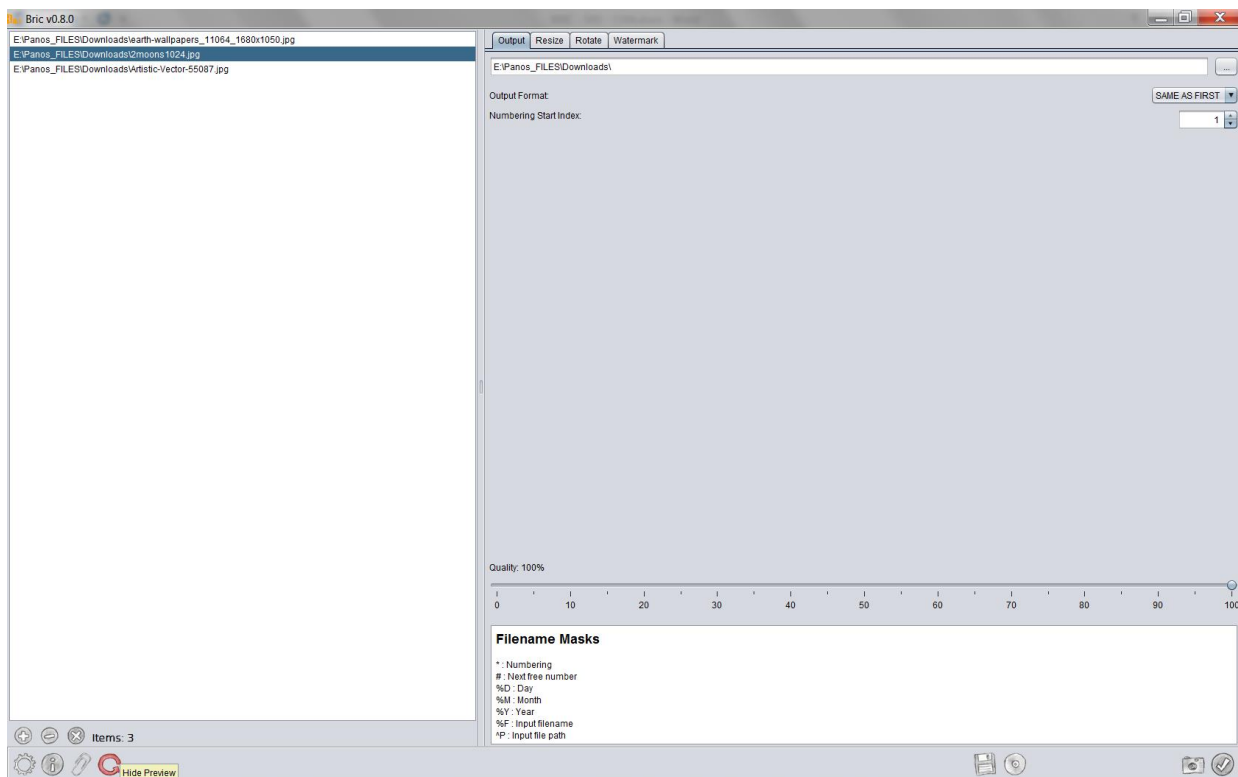 Bric v0.8.0
E:\Panos_FILES\Downloads\earth-wallpapers_11064_1680x1050.jpg
E:\Panos_FILES\Downloads\2moons1024.jpg
E:\Panos_FILES\Downloads\Artistic-Vector-55087.jpg
Items: 3
Hide Preview
Output Resize Rotate Watermark
E:\Panos_FILES\Downloads\ ...
Output Format: SAME AS FIRST
Numbering Start Index: 1
Quality: 100%
0 10 20 30 40 50 60 70 80 90 100
Filename Masks
* : Numbering
# : Next free number
%D : Day
%M : Month
%Y : Year
%F : Input filename
^P : Input file path